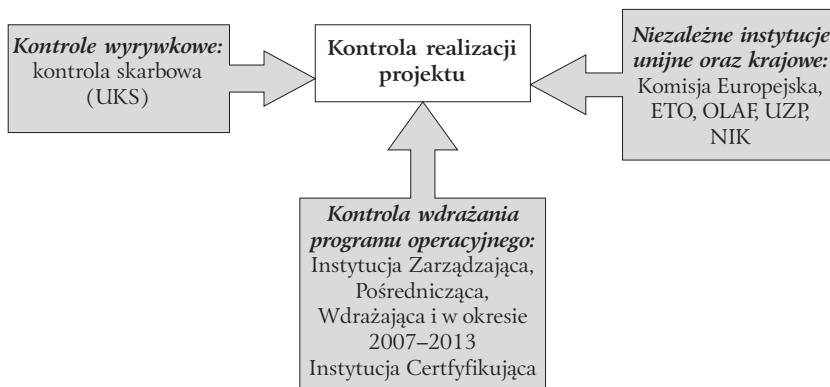 Kontrole wyrywkowe:
kontrola skarbowa
(UKS)
Kontrola realizacji
projektu
Niezależne instytucje
unijne oraz krajowe:
Komisja Europejska,
ETO, OLAF, UZP,
NIK
Kontrola wdrażania
programu operacyjnego:
Instytucja Zarządzająca,
Pośrednicząca,
Wdrażająca i w okresie
2007–2013
Instytucja Certfyfikująca